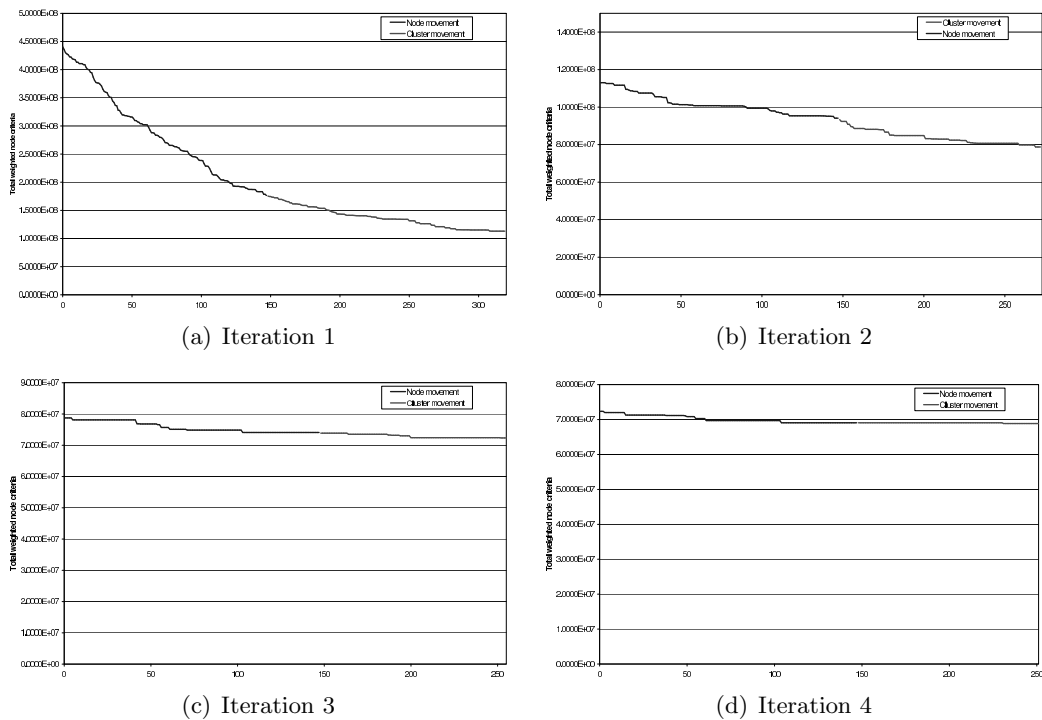 5.0000E+08
4.5000E+08
4.0000E+08
3.5000E+08
3.0000E+08
2.5000E+08
2.0000E+08
1.5000E+08
1.0000E+08
5.0000E+07
0.0000E+00
Total weighted node criteria
Node movement
Cluster movement
0 50 100 150 200 250 300
(a) Iteration 1
1.4000E+08
1.2000E+08
1.0000E+08
8.0000E+07
6.0000E+07
4.0000E+07
2.0000E+07
0.0000E+00
Total weighted node criteria
Cluster movement
Node movement
0 50 100 150 200 250
(b) Iteration 2
9.0000E+07
8.0000E+07
7.0000E+07
6.0000E+07
5.0000E+07
4.0000E+07
3.0000E+07
2.0000E+07
1.0000E+07
0.0000E+00
Total weighted node criteria
Node movement
Cluster movement
0 50 100 150 200 250
(c) Iteration 3
8.0000E+07
7.0000E+07
6.0000E+07
5.0000E+07
4.0000E+07
3.0000E+07
2.0000E+07
1.0000E+07
0.0000E+00
Total weighted node criteria
Node movement
Cluster movement
0 50 100 150 200 250
(d) Iteration 4